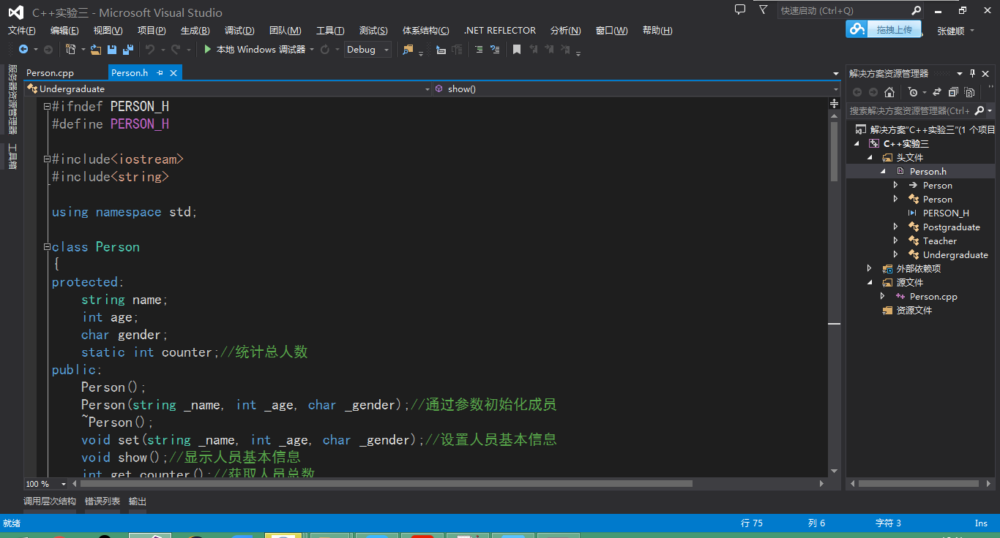 C++实验三 - Microsoft Visual Studio
快速启动 (Ctrl+Q)
文件(F) 编辑(E) 视图(V) 项目(P) 生成(B) 调试(D) 团队(M) 工具(T) 测试(S) 体系结构(C) .NET REFLECTOR 分析(N) 窗口(W) 帮助(H)
拖拽上传
张健顺
本地 Windows 调试器
Debug
服务器资源管理器
工具箱
Person.cpp
Person.h
Undergraduate
show()
#ifndef PERSON_H
#define PERSON_H
#include<iostream>
#include<string>
using namespace std;
class Person
{
protected:
string name;
int age;
char gender;
static int counter;//统计总人数
public:
Person();
Person(string _name, int _age, char _gender);//通过参数初始化成员
~Person();
void set(string _name, int _age, char _gender);//设置人员基本信息
void show();//显示人员基本信息
int get_counter();//获取人员总数
100 %
解决方案资源管理器
搜索解决方案资源管理器(Ctrl+
解决方案"C++实验三"(1 个项目
C++实验三
头文件
Person.h
Person
Person
PERSON_H
Postgraduate
Teacher
Undergraduate
外部依赖项
源文件
Person.cpp
资源文件
调用层次结构 错误列表 输出
就绪
行 75
列 6
字符 3
Ins